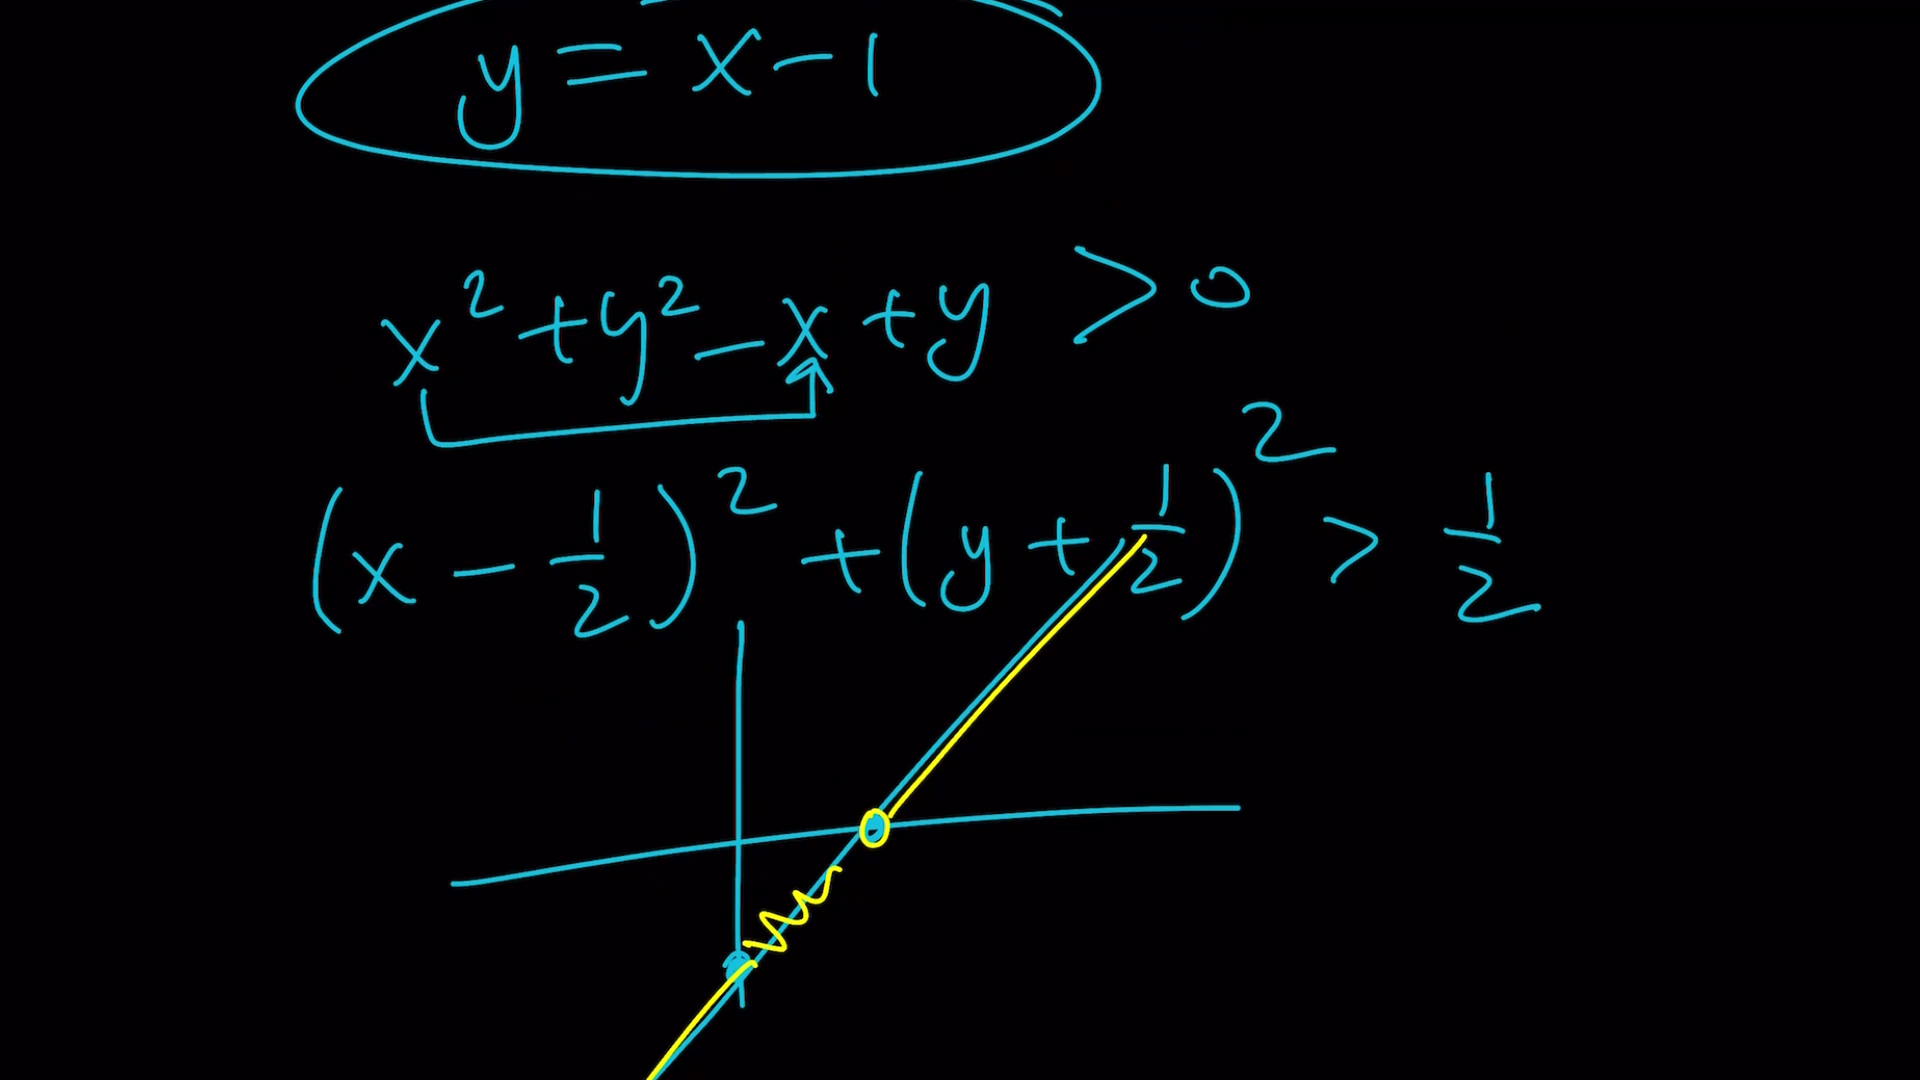 y = x - 1
x² + y² - x + y > 0
(x - 1/2)² + (y + 1/2)² > 1/2